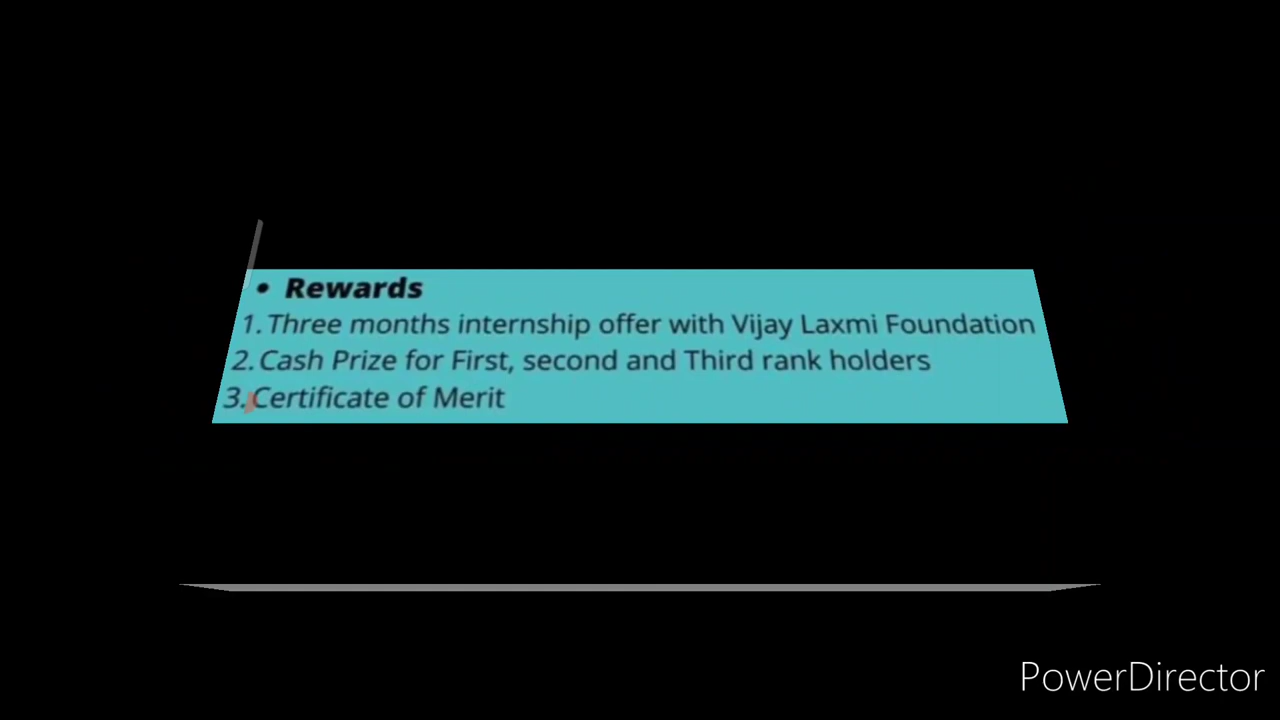 • Rewards
1. Three months internship offer with Vijay Laxmi Foundation
2. Cash Prize for First, second and Third rank holders
3. Certificate of Merit
PowerDirector